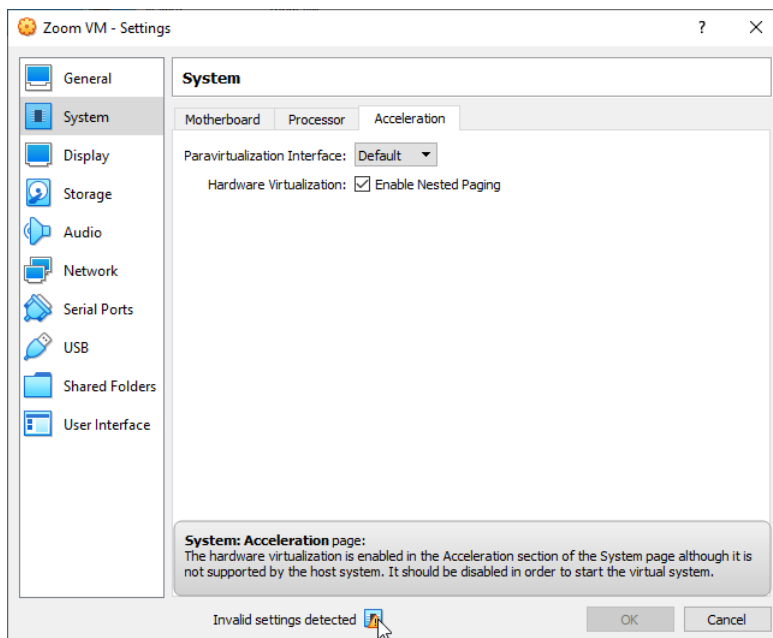 Zoom VM - Settings
?
General
System
Display
Storage
Audio
Network
Serial Ports
USB
Shared Folders
User Interface
System
Motherboard
Processor
Acceleration
Paravirtualization Interface: Default
Hardware Virtualization: Enable Nested Paging
System: Acceleration page:
The hardware virtualization is enabled in the Acceleration section of the System page although it is
not supported by the host system. It should be disabled in order to start the virtual system.
Invalid settings detected
OK
Cancel